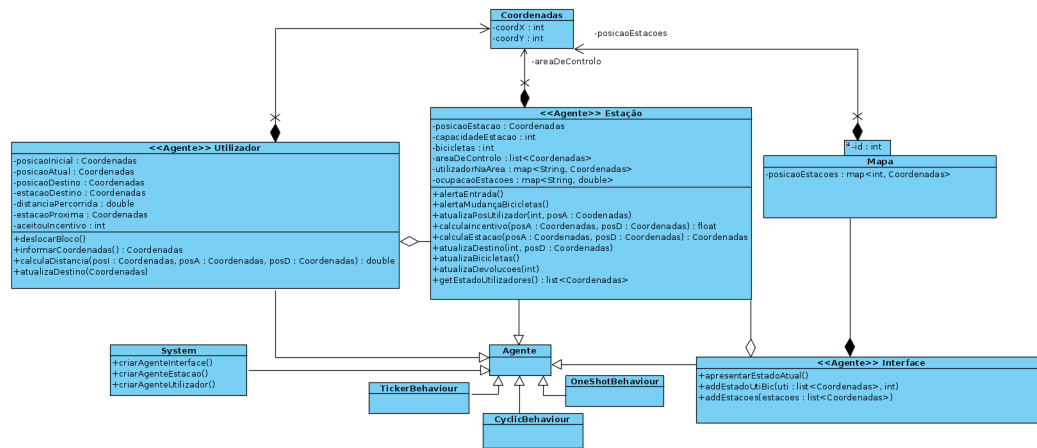 Coordenadas
-coordX : int
-coordY : int
-posicaoEstacoes
-areaDeControlo
<<Agente>> Utilizador
-posicaoInicial : Coordenadas
-posicaoAtual : Coordenadas
-posicaoDestino : Coordenadas
-estacaoDestino : Coordenadas
-distanciaPercorrida : double
-estacaoProxima : Coordenadas
-aceitouIncentivo : int
+deslocarBloco()
+informarCoordenadas() : Coordenadas
+calculaDistancia(posI : Coordenadas, posA : Coordenadas, posD : Coordenadas) : double
+atualizaDestino(Coordenadas)
<<Agente>> Estação
-posicaoEstacao : Coordenadas
-capacidadeEstacao : int
-bicicletas : int
-areaDeControlo : list<Coordenadas>
-utilizadorNaArea : map<String, Coordenadas>
-ocupacaoEstacoes : map<String, double>
+alertaEntrada()
+alertaMudançaBicicletas()
+atualizaPosUtilizador(int, posA : Coodenadas)
+calculaIncentivo(posA : Coordenadas, posD : Coordenadas) : float
+calculaEstacao(posA : Coordenadas, posD : Coordenadas) : Coordenadas
+atualizaDestino(int, posD : Coordenadas)
+atualizaBicicletas()
+atualizaDevolucoes(int)
+getEstadoUtilizadores() : list<Coordenadas>
-id : int
Mapa
-posicaoEstacoes : map<int, Coordenadas>
System
+criarAgenteInterface()
+criarAgenteEstacao()
+criarAgenteUtilizador()
Agente
TickerBehaviour
CyclicBehaviour
OneShotBehaviour
<<Agente>> Interface
+apresentarEstadoAtual()
+addEstadoUtiBic(uti : list<Coordenadas>, int)
+addEstacoes(estacoes : list<Coordenadas>)